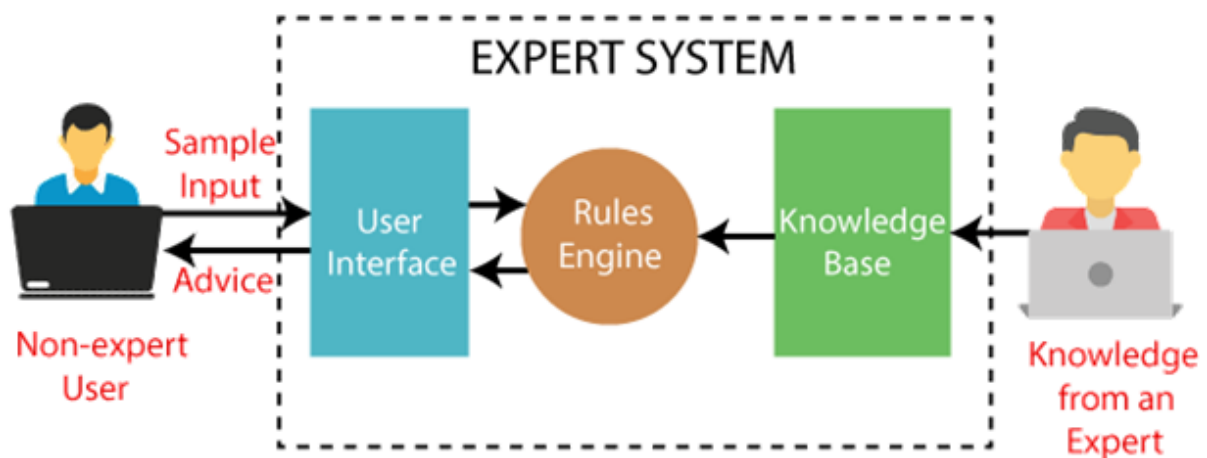 EXPERT SYSTEM
Sample
Input
Advice
Non-expert
User
User
Interface
Rules
Engine
Knowledge
Base
Knowledge
from an
Expert